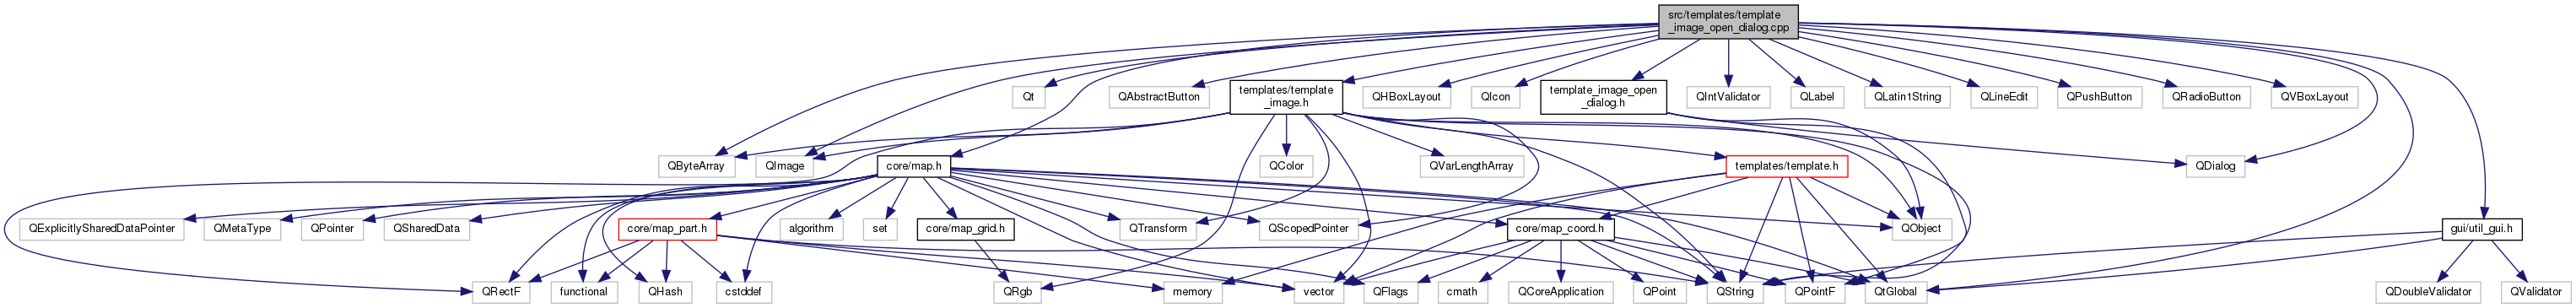 src/templates/template
_image_open_dialog.cpp
Qt
QAbstractButton
templates/template
_image.h
QHBoxLayout
QIcon
template_image_open
_dialog.h
QIntValidator
QLabel
QLatin1String
QLineEdit
QPushButton
QRadioButton
QVBoxLayout
QByteArray
QImage
core/map.h
QColor
QVarLengthArray
templates/template.h
QDialog
QExplicitlySharedDataPointer
QMetaType
QPointer
QSharedData
core/map_part.h
algorithm
set
core/map_grid.h
QTransform
QScopedPointer
core/map_coord.h
QObject
gui/util_gui.h
QRectF
functional
QHash
cstddef
QRgb
memory
vector
QFlags
cmath
QCoreApplication
QPoint
QString
QPointF
QtGlobal
QDoubleValidator
QValidator